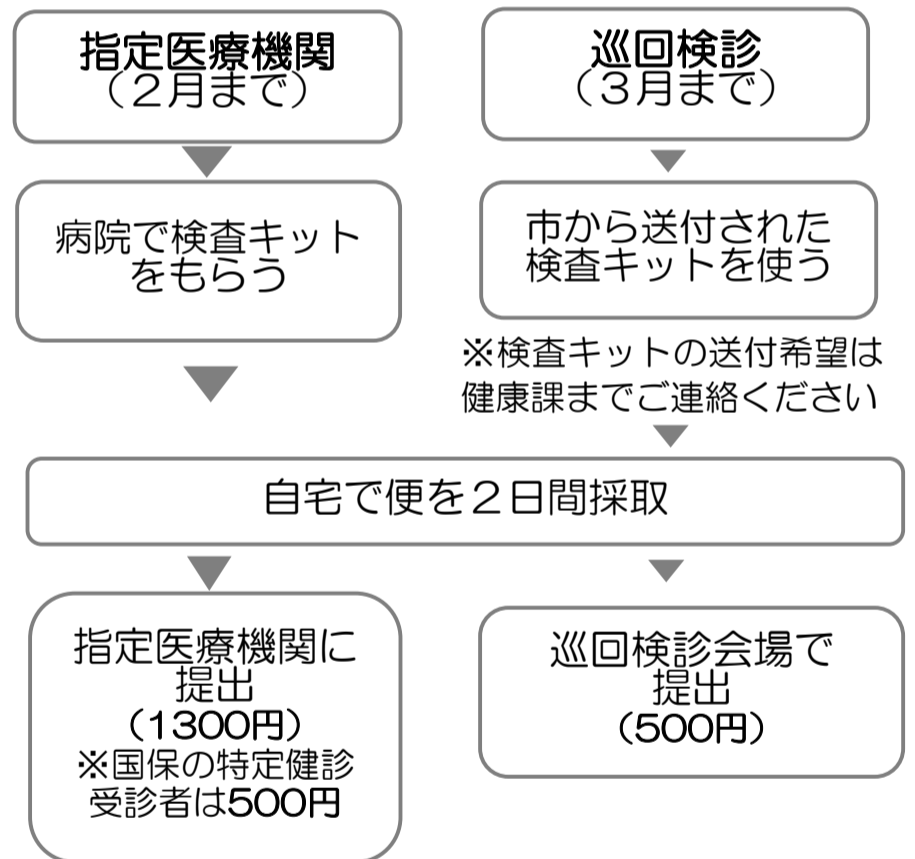 指定医療機関
（２月まで）
巡回検診
（３月まで）
病院で検査キット
をもらう
市から送付された
検査キットを使う
※検査キットの送付希望は
健康課までご連絡ください
自宅で便を２日間採取
指定医療機関に
提出
（1300円）
※国保の特定健診
受診者は500円
巡回検診会場で
提出
（500円）